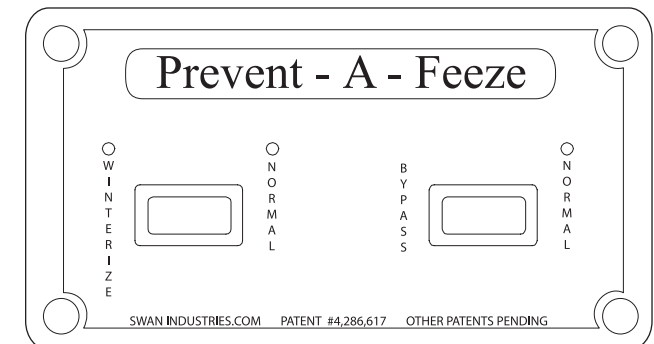 Prevent - A - Feeze
WINTERIZE
NORMAL
BYPASS
NORMAL
SWAN INDUSTRIES.COM PATENT #4,286,617 OTHER PATENTS PENDING